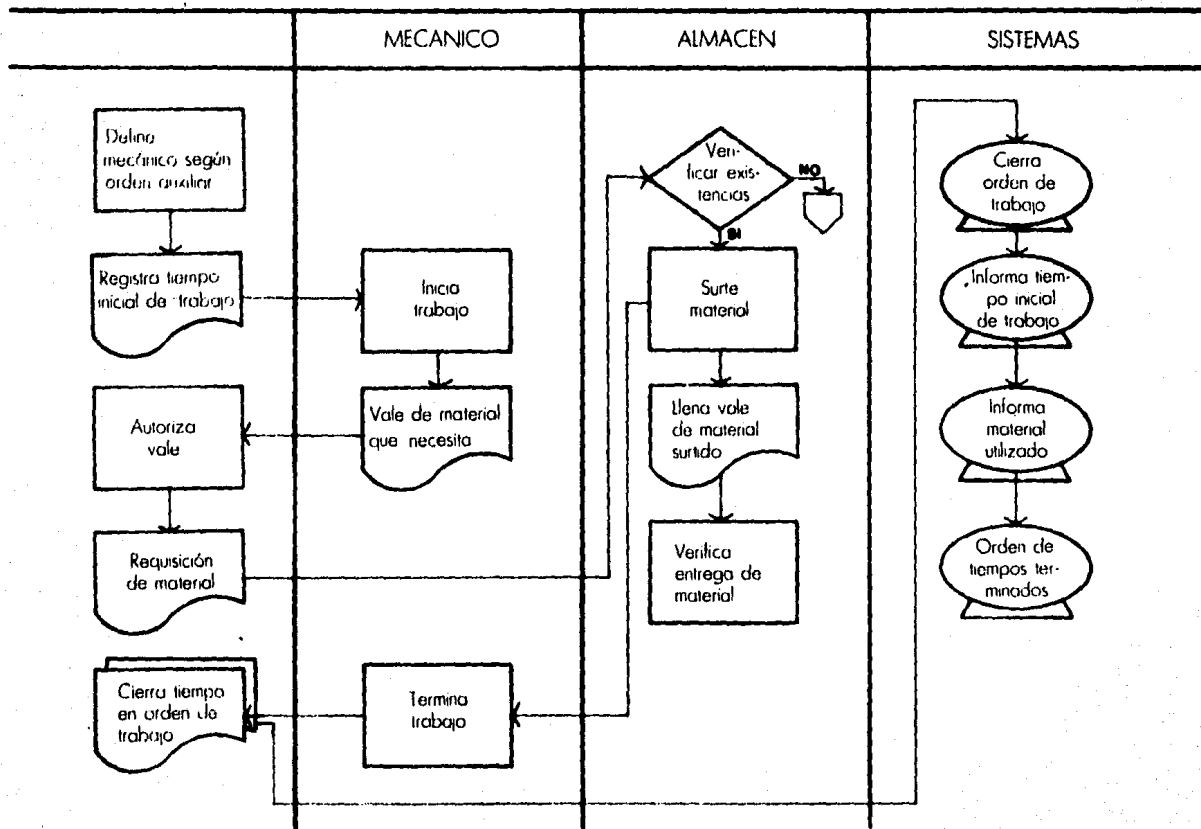 MECANICO
ALMACEN
SISTEMAS
Define
mecánico según
orden auxiliar
Registra tiempo
inicial de trabajo
Autoriza
vale
Requisición
de material
Cierra tiempo
en orden de
trabajo
Inicia
trabajo
Vale de material
que necesita
Termina
trabajo
Veri-
ficar exis-
tencias
NO
SI
Surte
material
Llena vale
de material
surtido
Verifica
entrega de
material
Cierra
orden de
trabajo
Informa tiem-
po inicial
de trabajo
Informa
material
utilizado
Orden de
tiempos ter-
minados